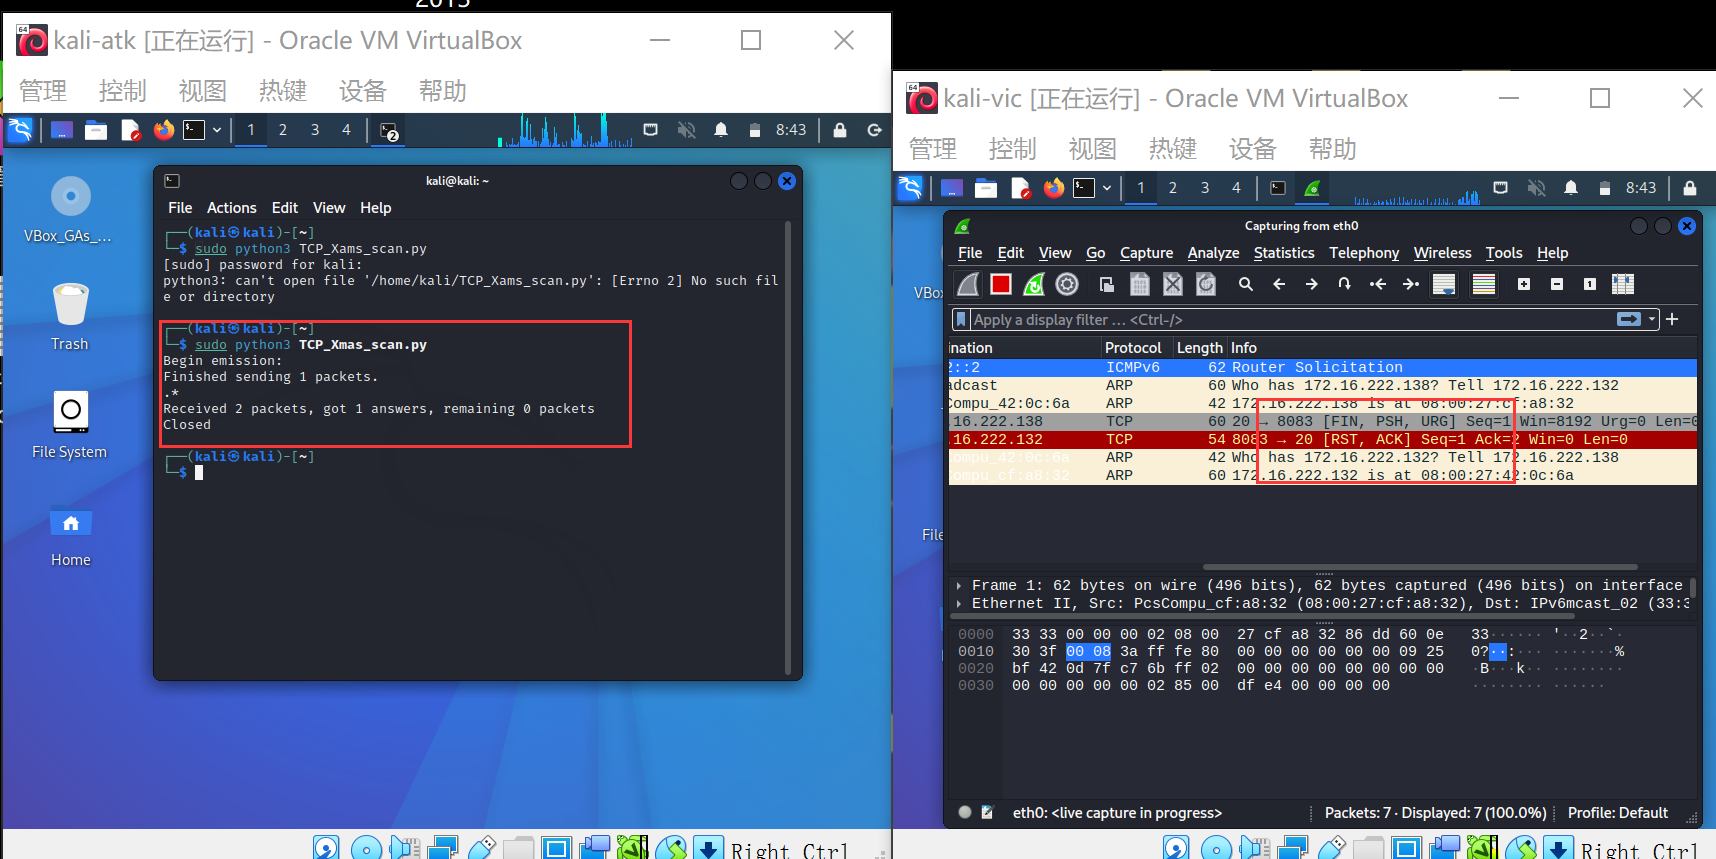 2015
kali-atk [正在运行] - Oracle VM VirtualBox
管理 控制 视图 热键 设备 帮助
1 2 3 4 2 8:43
kali@kali: ~
File Actions Edit View Help
┌──(kali㉿kali)-[~]
└─$ sudo python3 TCP_Xams_scan.py
[sudo] password for kali:
python3: can't open file '/home/kali/TCP_Xams_scan.py': [Errno 2] No such fil
e or directory
┌──(kali㉿kali)-[~]
└─$ sudo python3 TCP_Xmas_scan.py
Begin emission:
Finished sending 1 packets.
.*
Received 2 packets, got 1 answers, remaining 0 packets
Closed
┌──(kali㉿kali)-[~]
└─$
VBox_GAs_...
Trash
File System
Home
Right Ctrl
kali-vic [正在运行] - Oracle VM VirtualBox
管理 控制 视图 热键 设备 帮助
1 2 3 4 8:43
Capturing from eth0
File Edit View Go Capture Analyze Statistics Telephony Wireless Tools Help
Apply a display filter ... <Ctrl-/>
ination Protocol Length Info
2::2 ICMPv6 62 Router Solicitation
adcast ARP 60 Who has 172.16.222.138? Tell 172.16.222.132
Compu_42:0c:6a ARP 42 172.16.222.138 is at 08:00:27:cf:a8:32
.16.222.138 TCP 60 20 → 8083 [FIN, PSH, URG] Seq=1 Win=8192 Urg=0 Len=0
.16.222.132 TCP 54 8083 → 20 [RST, ACK] Seq=1 Ack=2 Win=0 Len=0
ompu_42:0c:6a ARP 42 Who has 172.16.222.132? Tell 172.16.222.138
ompu_cf:a8:32 ARP 60 172.16.222.132 is at 08:00:27:42:0c:6a
Frame 1: 62 bytes on wire (496 bits), 62 bytes captured (496 bits) on interface
Ethernet II, Src: PcsCompu_cf:a8:32 (08:00:27:cf:a8:32), Dst: IPv6mcast_02 (33:3
0000 33 33 00 00 00 02 08 00 27 cf a8 32 86 dd 60 0e 33······ '··2··`·
0010 30 3f 00 08 3a ff fe 80 00 00 00 00 00 00 09 25 0?··:··· ·······%
0020 bf 42 0d 7f c7 6b ff 02 00 00 00 00 00 00 00 00 ·B···k·· ········
0030 00 00 00 00 00 02 85 00 df e4 00 00 00 00 ········ ······
eth0: <live capture in progress> Packets: 7 · Displayed: 7 (100.0%) Profile: Default
VBox
File
Right Ctrl